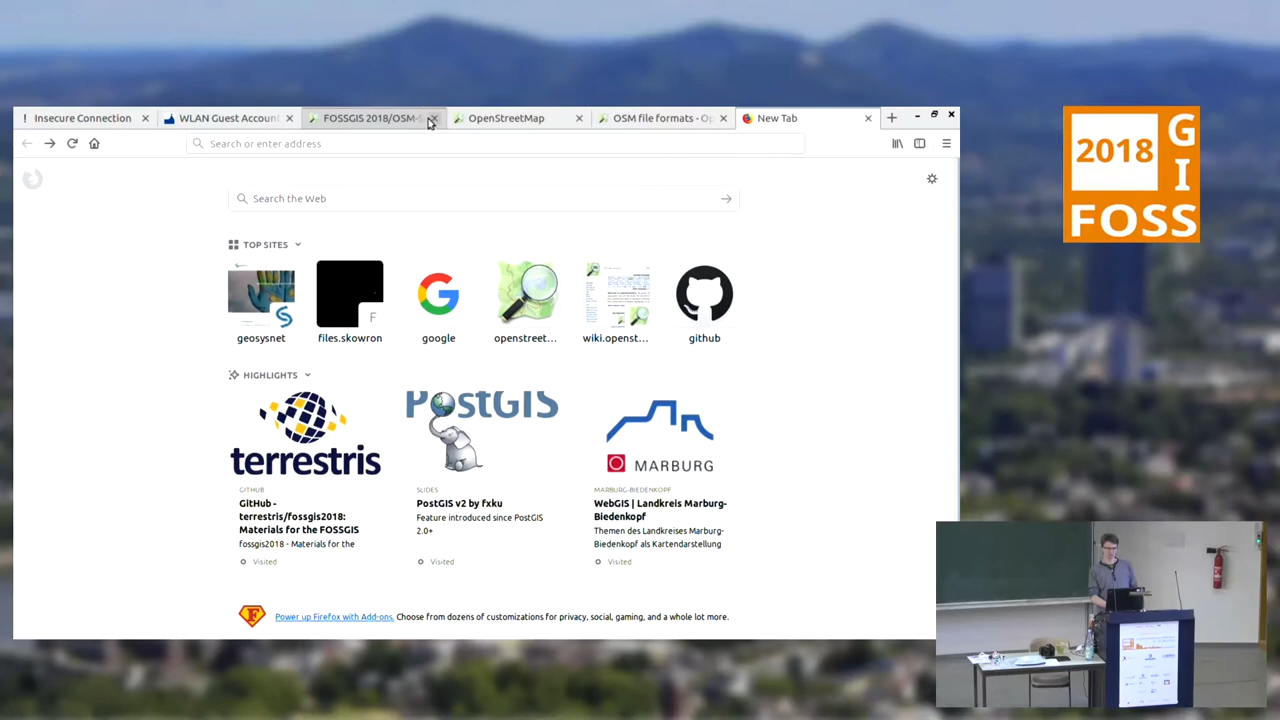 Insecure Connection
WLAN Guest Accoun
FOSSGIS 2018/OSM-
OpenStreetMap
OSM file formats - Op
New Tab
Search or enter address
Search the Web
TOP SITES
F
geosysnet
files.skowron
google
openstreet...
wiki.openst...
github
HIGHLIGHTS
terrestris
PostGIS
MARBURG
GITHUB
GitHub -
terrestris/fossgis2018:
Materials for the FOSSGIS
fossgis2018 - Materials for the
Visited
SLIDES
PostGIS v2 by fxku
Feature introduced since PostGIS
2.0+
Visited
MARBURG-BIEDENKOPF
WebGIS | Landkreis Marburg-
Biedenkopf
Themen des Landkreises Marburg-
Biedenkopf als Kartendarstellung
Visited
Power up Firefox with Add-ons. Choose from dozens of customizations for privacy, social, gaming, and a whole lot more.
2018
GIS
FOSS